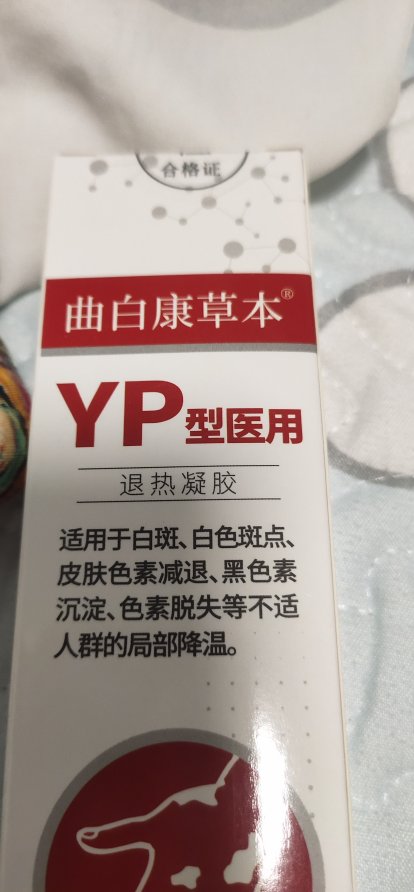 合格证
曲白康草本®
YP型医用
退热凝胶
适用于白斑、白色斑点、
皮肤色素减退、黑色素
沉淀、色素脱失等不适
人群的局部降温。